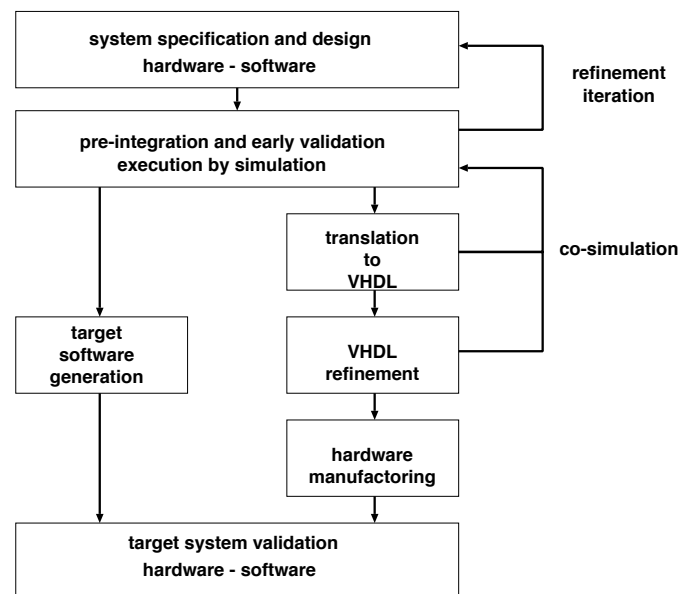 system specification and design
hardware - software
refinement
iteration
pre-integration and early validation
execution by simulation
translation
to
VHDL
co-simulation
target
software
generation
VHDL
refinement
hardware
manufactoring
target system validation
hardware - software